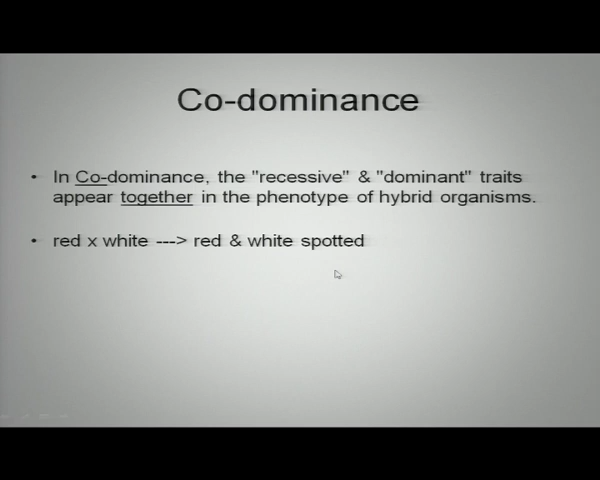 Co-dominance
• In Co-dominance, the "recessive" & "dominant" traits
appear together in the phenotype of hybrid organisms.
• red x white ---> red & white spotted